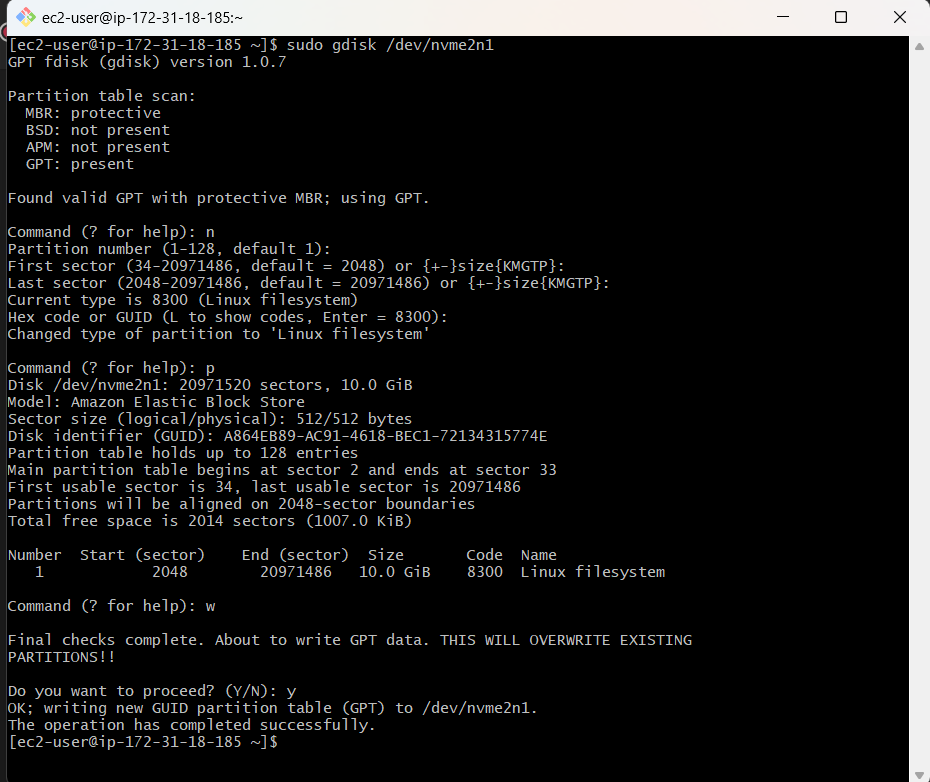 ec2-user@ip-172-31-18-185:~
[ec2-user@ip-172-31-18-185 ~]$ sudo gdisk /dev/nvme2n1
GPT fdisk (gdisk) version 1.0.7
Partition table scan:
MBR: protective
BSD: not present
APM: not present
GPT: present
Found valid GPT with protective MBR; using GPT.
Command (? for help): n
Partition number (1-128, default 1):
First sector (34-20971486, default = 2048) or {+-}size{KMGTP}:
Last sector (2048-20971486, default = 20971486) or {+-}size{KMGTP}:
Current type is 8300 (Linux filesystem)
Hex code or GUID (L to show codes, Enter = 8300):
Changed type of partition to 'Linux filesystem'
Command (? for help): p
Disk /dev/nvme2n1: 20971520 sectors, 10.0 GiB
Model: Amazon Elastic Block Store
Sector size (logical/physical): 512/512 bytes
Disk identifier (GUID): A864EB89-AC91-4618-BEC1-72134315774E
Partition table holds up to 128 entries
Main partition table begins at sector 2 and ends at sector 33
First usable sector is 34, last usable sector is 20971486
Partitions will be aligned on 2048-sector boundaries
Total free space is 2014 sectors (1007.0 KiB)
Number  Start (sector)    End (sector)  Size       Code  Name
1            2048        20971486   10.0 GiB    8300  Linux filesystem
Command (? for help): w
Final checks complete. About to write GPT data. THIS WILL OVERWRITE EXISTING
PARTITIONS!!
Do you want to proceed? (Y/N): y
OK; writing new GUID partition table (GPT) to /dev/nvme2n1.
The operation has completed successfully.
[ec2-user@ip-172-31-18-185 ~]$